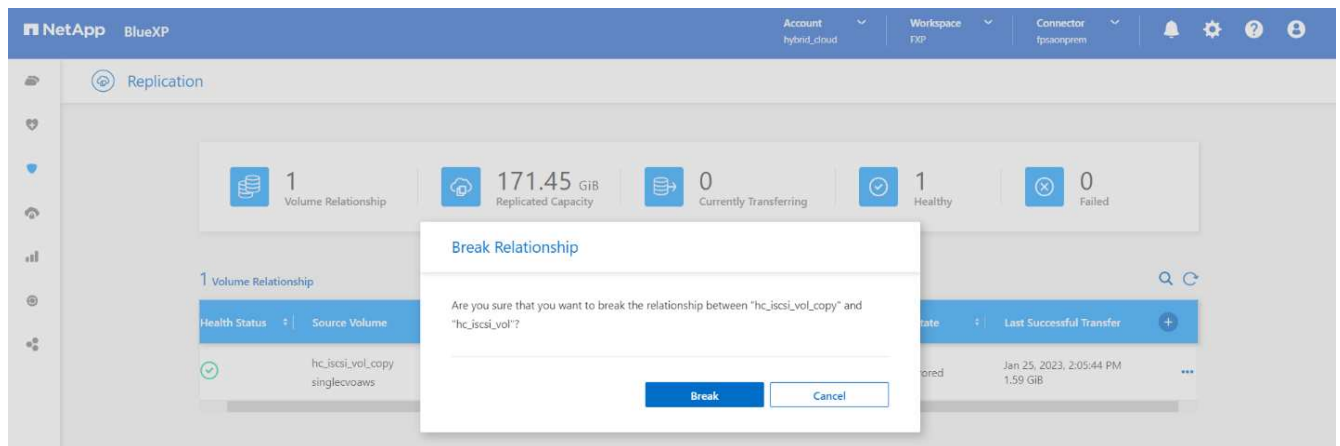 NetApp BlueXP
Account
hybrid_cloud
Workspace
FXP
Connector
fpsaonprem
Replication
1
Volume Relationship
171.45 GiB
Replicated Capacity
0
Currently Transferring
1
Healthy
0
Failed
Break Relationship
Are you sure that you want to break the relationship between "hc_iscsi_vol_copy" and
"hc_iscsi_vol"?
Break Cancel
1 Volume Relationship
Health Status Source Volume tate Last Successful Transfer
hc_iscsi_vol_copy
singlecvoaws
rored
Jan 25, 2023, 2:05:44 PM
1.59 GiB